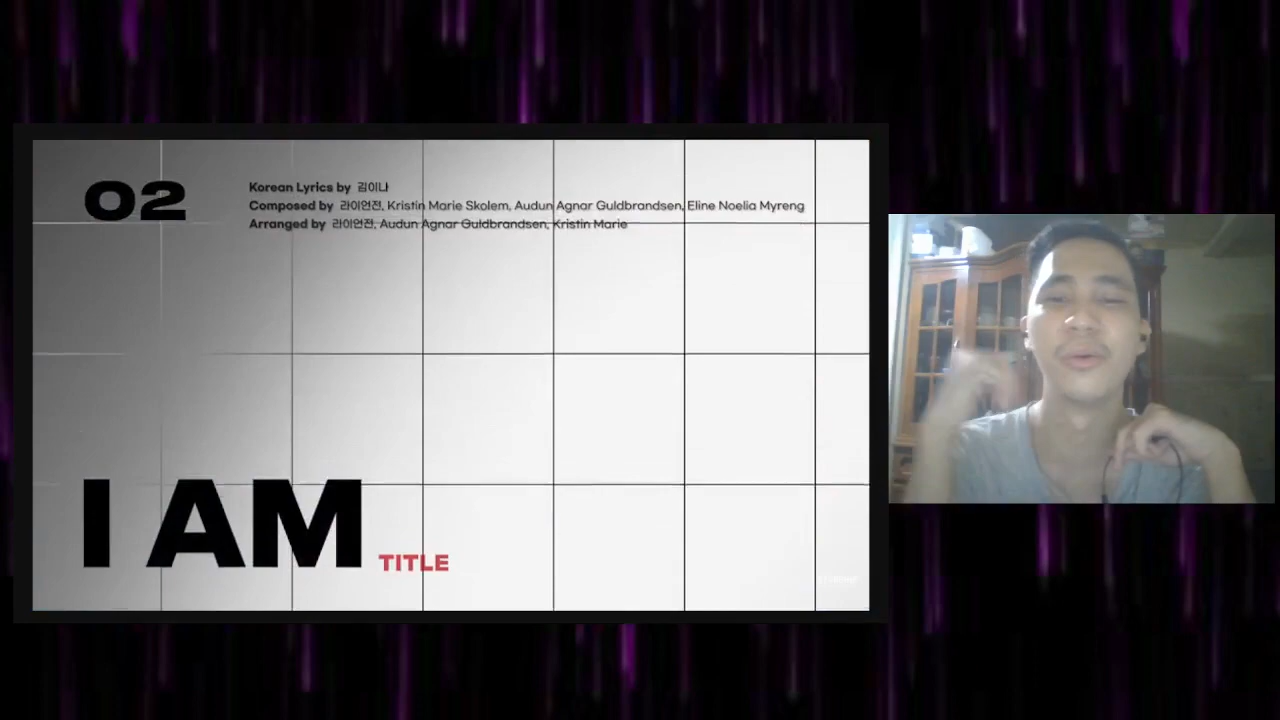 02
Korean Lyrics by 김이나
Composed by 라이언전, Kristin Marie Skolem, Audun Agnar Guldbrandsen, Eline Noelia Myreng
Arranged by 라이언전, Audun Agnar Guldbrandsen, Kristin Marie
I AM TITLE